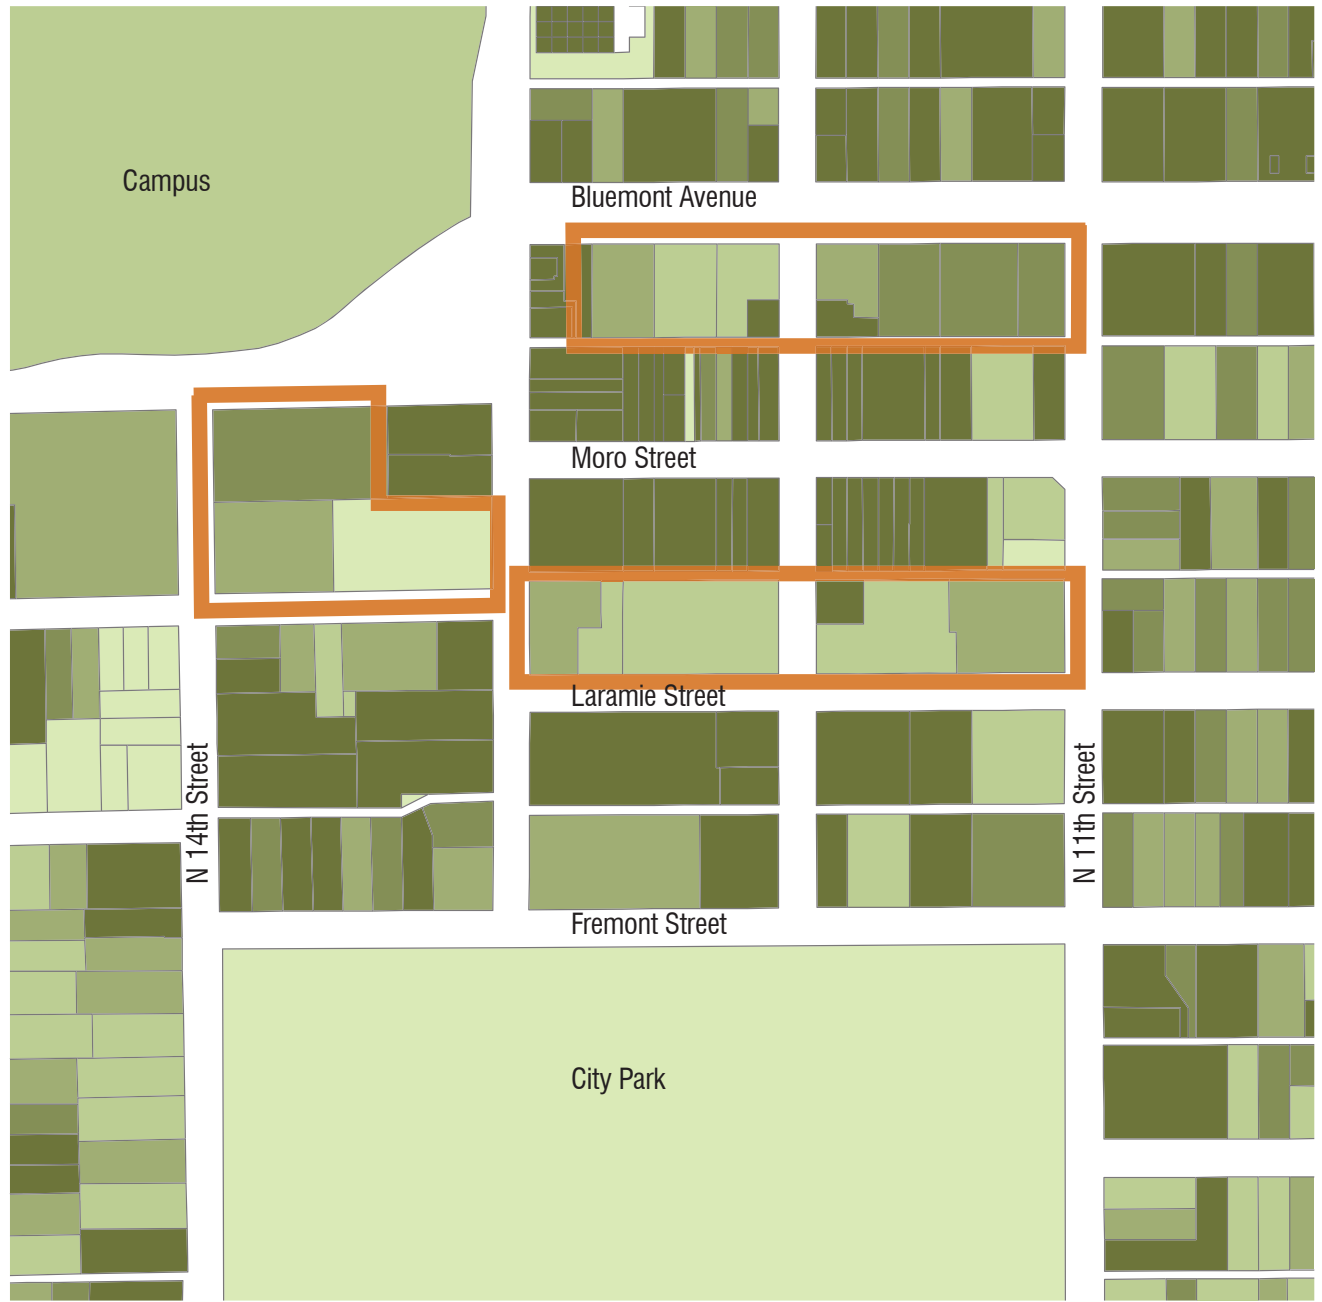 Campus
Bluemont Avenue
Moro Street
Laramie Street
N 14th Street
N 11th Street
Fremont Street
City Park